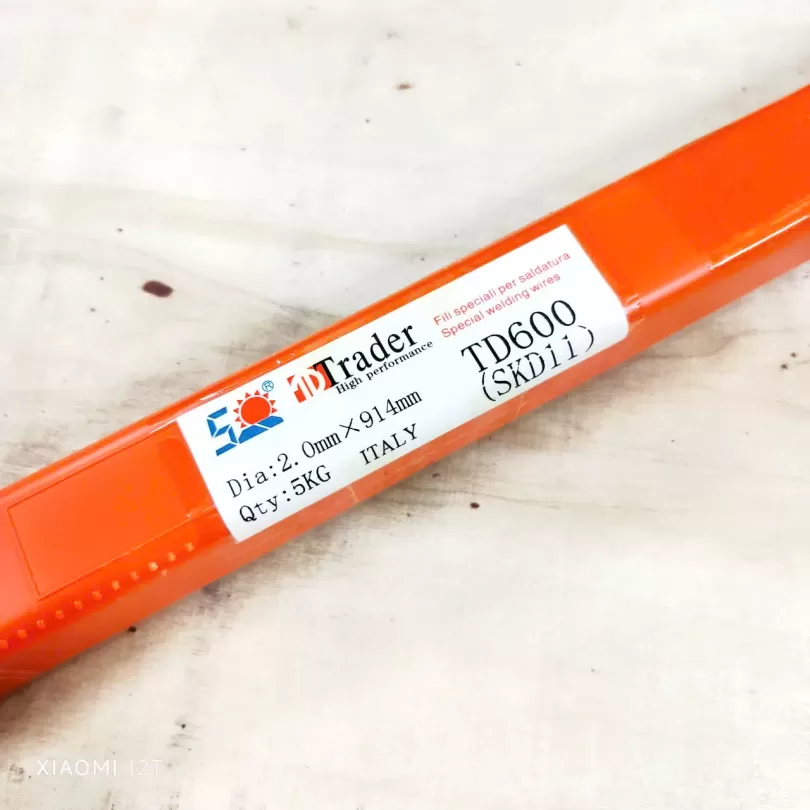 ®
TD Trader
High performance
Fili speciali per saldatura
Special welding wires
TD600
(SKD11)
Dia:2.0mm×914mm
Qty:5KG ITALY
XIAOMI 12T